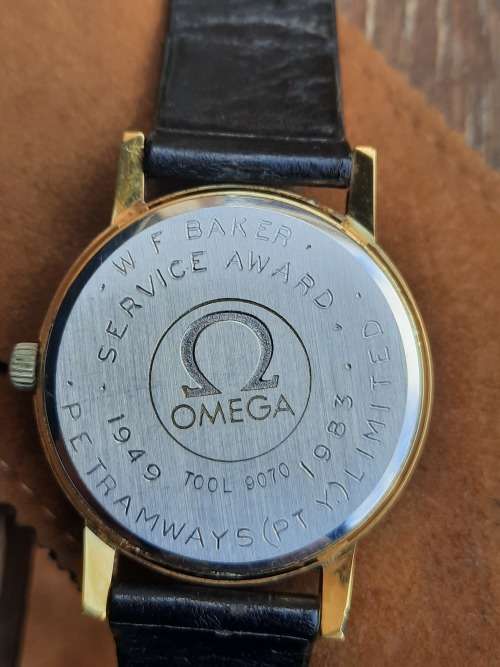 · W F BAKER ·
· SERVICE AWARD ·
Ω
OMEGA
TOOL 9070
1949 1983 ·
· P E TRAMWAYS (PTY.) LIMITED